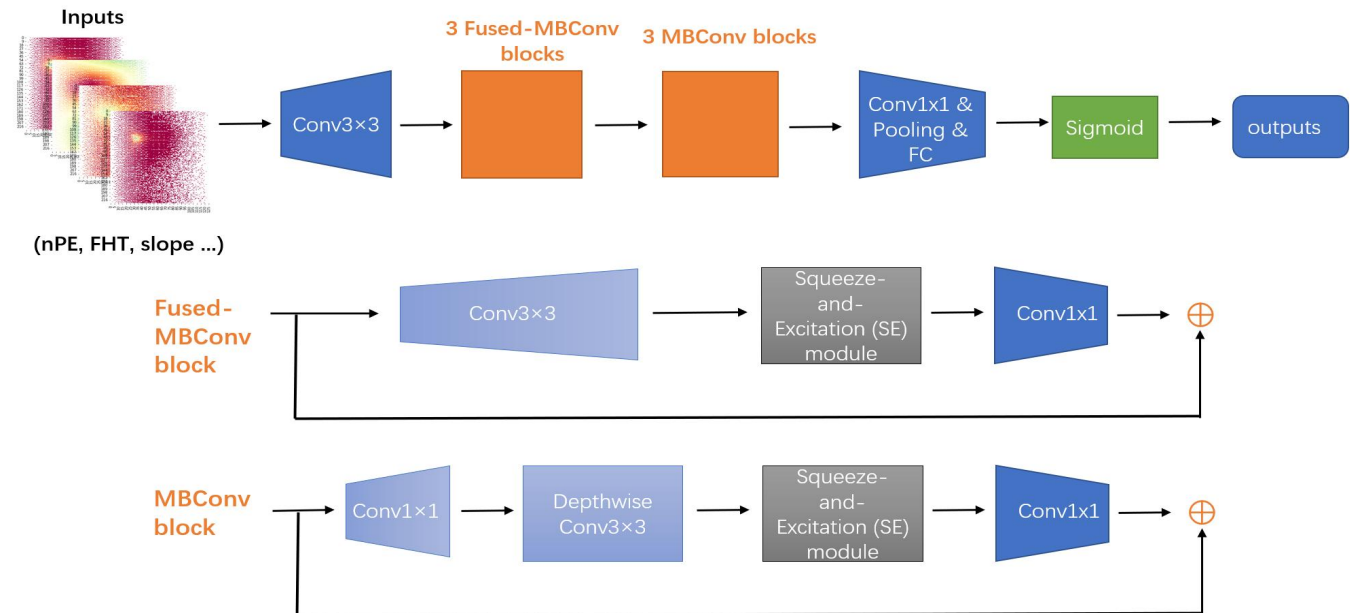 Inputs
3 Fused-MBConv
blocks
3 MBConv blocks
Conv3×3
Conv1x1 &
Pooling &
FC
Sigmoid
outputs
(nPE, FHT, slope ...)
Fused-
MBConv
block
Conv3×3
Squeeze-
and-
Excitation (SE)
module
Conv1x1
MBConv
block
Conv1×1
Depthwise
Conv3×3
Squeeze-
and-
Excitation (SE)
module
Conv1x1